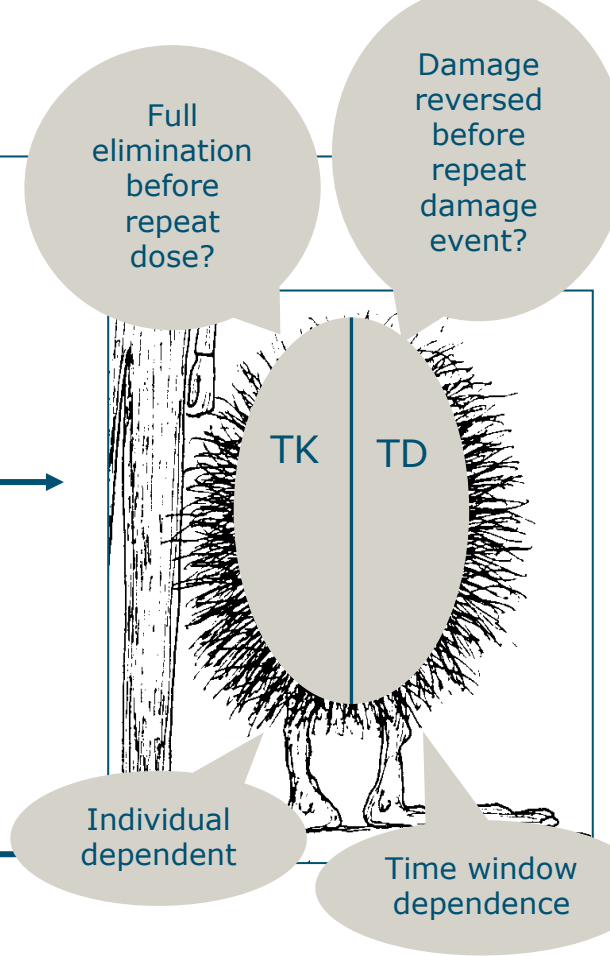 Full
elimination
before
repeat
dose?
Damage
reversed
before
repeat
damage
event?
TK
TD
Individual
dependent
Time window
dependence